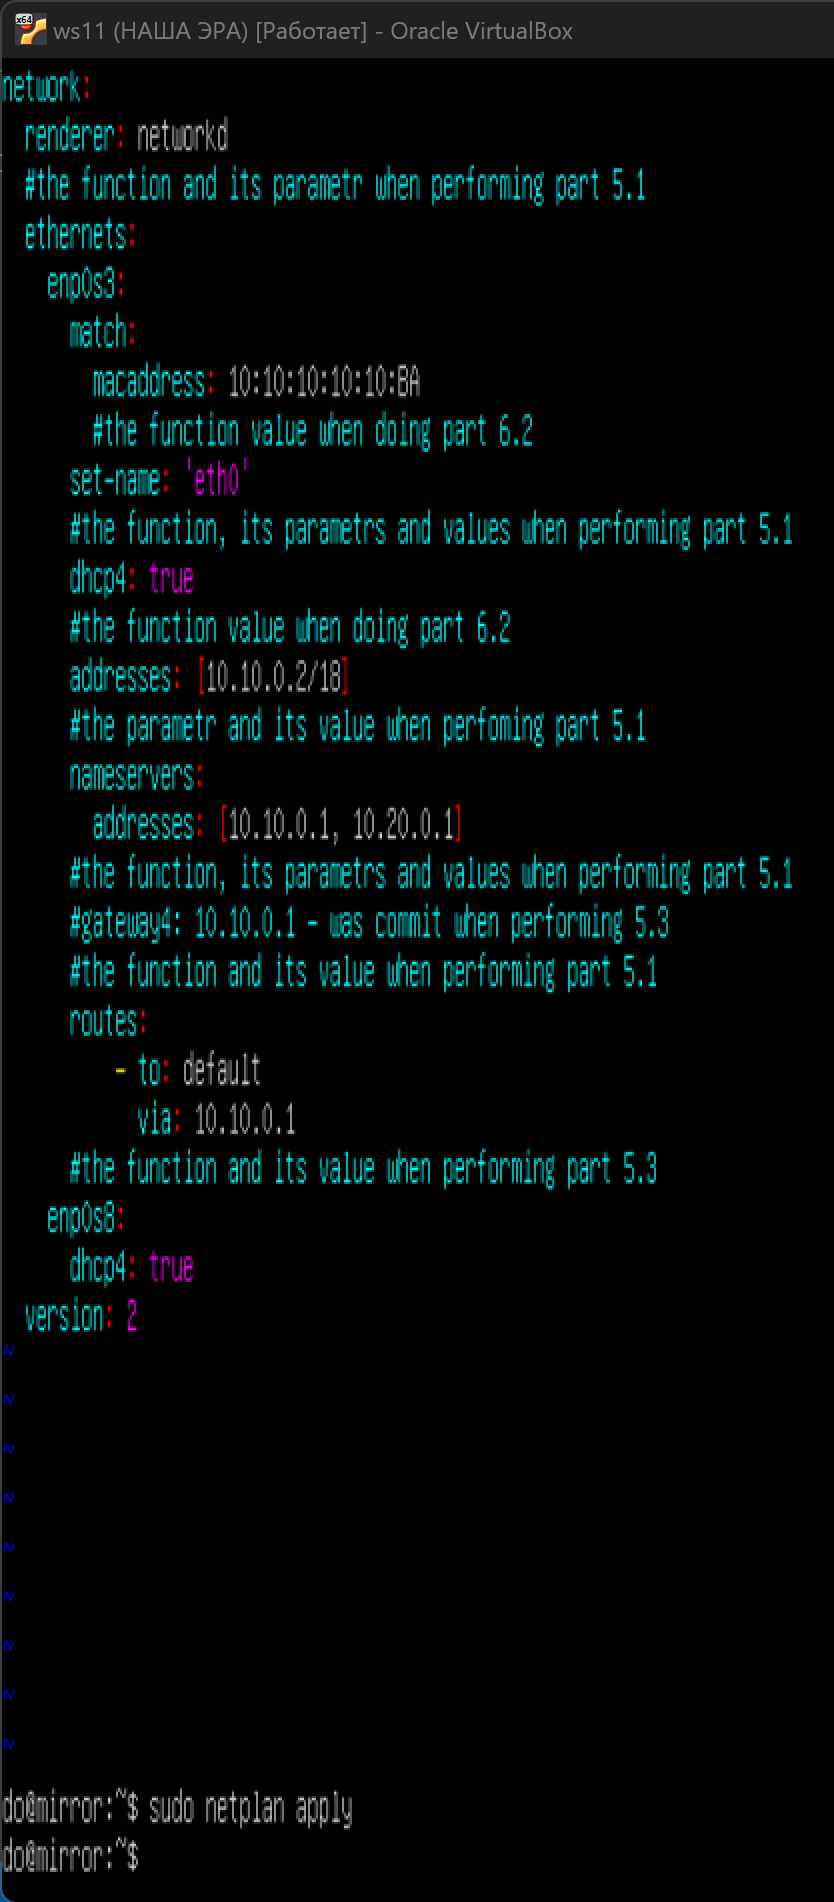 x64
ws11 (НАША ЭРА) [Работает] - Oracle VirtualBox
network:
  renderer: networkd
  #the function and its parametr when performing part 5.1
  ethernets:
    enp0s3:
      match:
        macaddress: 10:10:10:10:10:BA
        #the function value when doing part 6.2
      set-name: 'eth0'
      #the function, its parametrs and values when performing part 5.1
      dhcp4: true
      #the function value when doing part 6.2
      addresses: [10.10.0.2/18]
      #the parametr and its value when perfoming part 5.1
      nameservers:
        addresses: [10.10.0.1, 10.20.0.1]
      #the function, its parametrs and values when performing part 5.1
      #gateway4: 10.10.0.1 - was commit when performing 5.3
      #the function and its value when performing part 5.1
      routes:
          - to: default
            via: 10.10.0.1
      #the function and its value when performing part 5.3
    enp0s8:
      dhcp4: true
  version: 2
~
~
~
~
~
~
~
~
~
do@mirror:~$ sudo netplan apply
do@mirror:~$